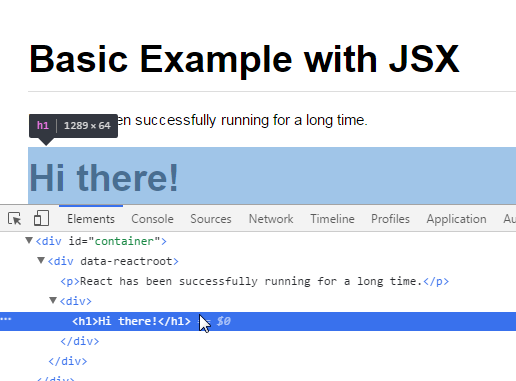 Basic Example with JSX
h1 1289 × 64
en successfully running for a long time.
Hi there!
Elements Console Sources Network Timeline Profiles Application Au
<div id="container">
<div data-reactroot>
<p>React has been successfully running for a long time.</p>
<div>
... <h1>Hi there!</h1> == $0
</div>
</div>
</div>